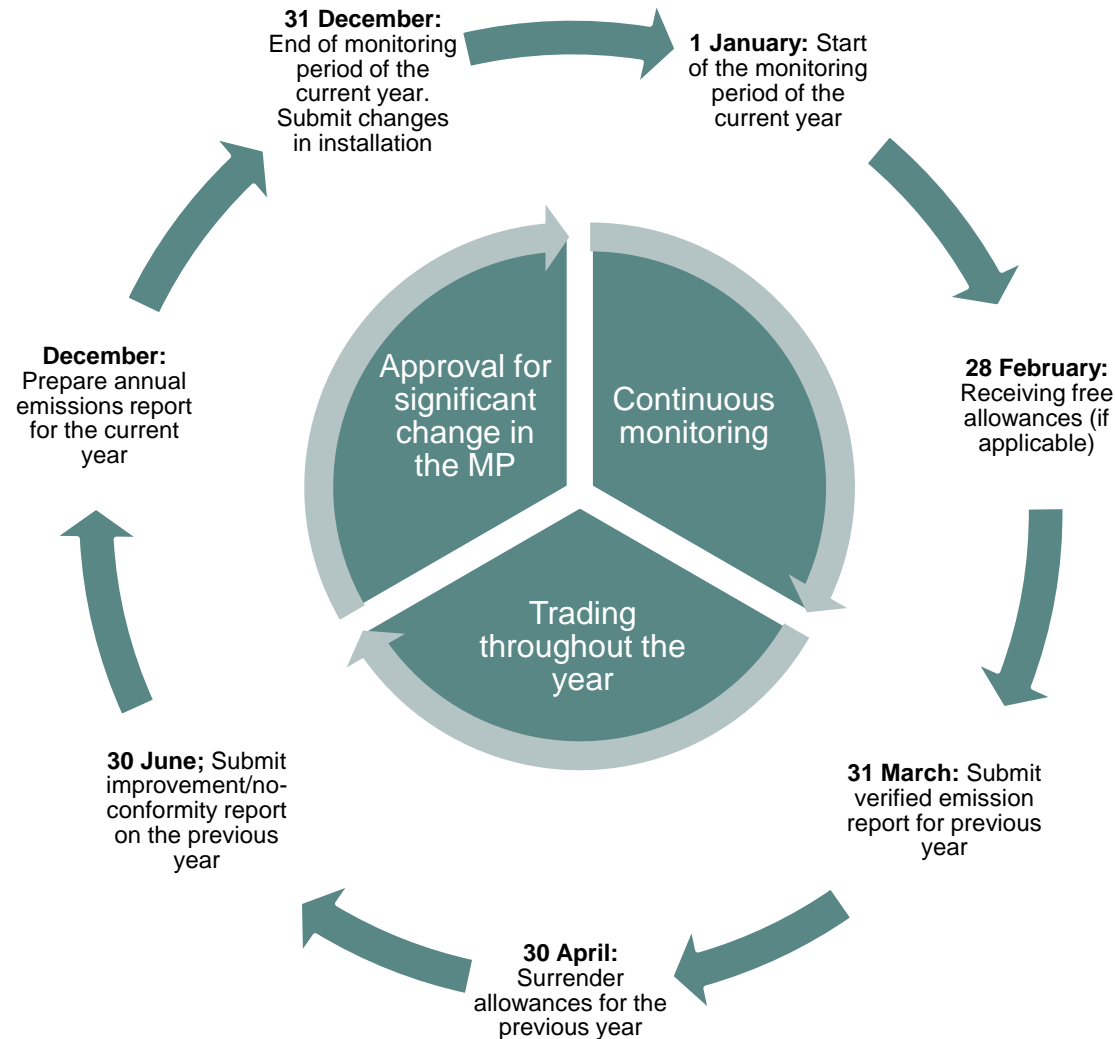 31 December:
End of monitoring
period of the
current year.
Submit changes
in installation
1 January: Start
of the monitoring
period of the
current year
28 February:
Receiving free
allowances (if
applicable)
31 March: Submit
verified emission
report for previous
year
30 April:
Surrender
allowances for the
previous year
30 June; Submit
improvement/no-
conformity report
on the previous
year
December:
Prepare annual
emissions report
for the current
year
Approval for
significant
change in
the MP
Continuous
monitoring
Trading
throughout the
year